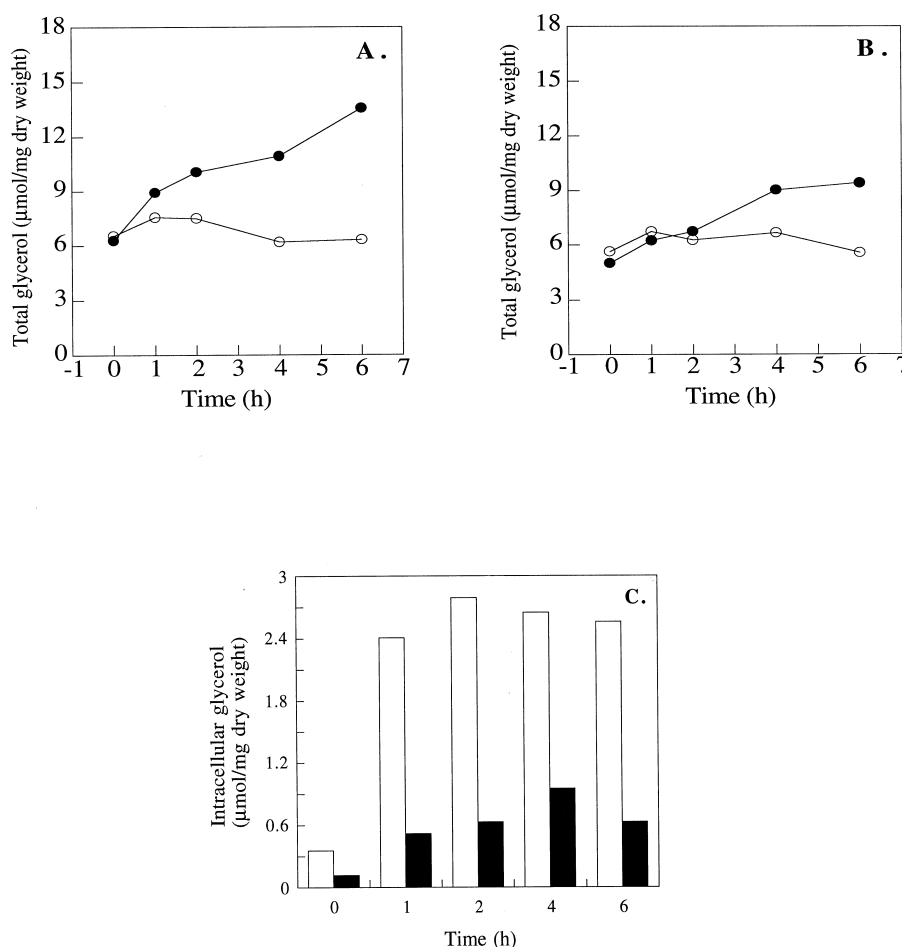 A.
18
15
12
9
6
3
0
Total glycerol (µmol/mg dry weight)
-1 0 1 2 3 4 5 6 7
Time (h)
B.
18
15
12
9
6
3
0
Total glycerol (µmol/mg dry weight)
-1 0 1 2 3 4 5 6 7
Time (h)
C.
3
2.4
1.8
1.2
0.6
0
Intracellular glycerol
(µmol/mg dry weight)
0 1 2 4 6
Time (h)